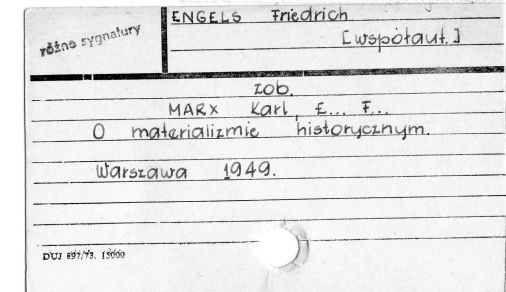 różne sygnatury
ENGELS Friedrich
[współaut.]
zob.
MARX Karl, E... F...
O materializmie historycznym.
Warszawa 1949.
DUJ 897/73. 15000